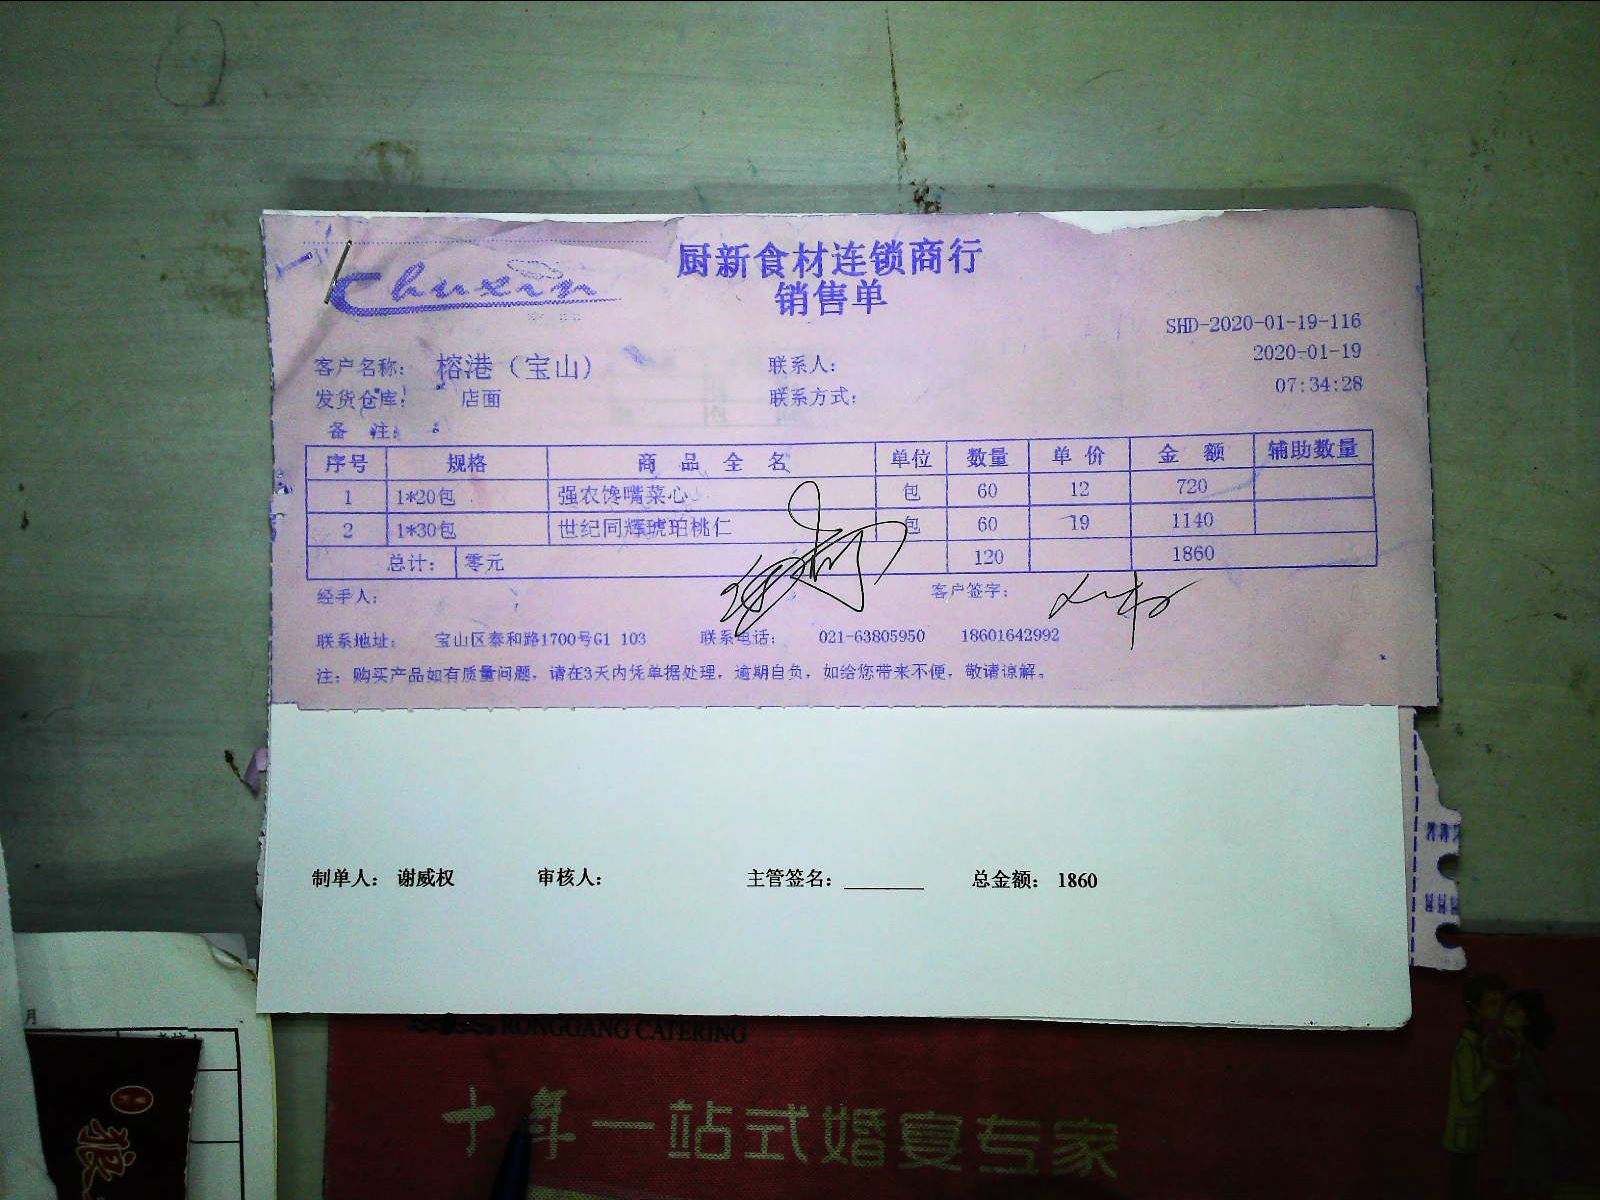 Chuxin
厨新食材连锁商行
销售单
SHD-2020-01-19-116
2020-01-19
07:34:28
客户名称： 榕港（宝山） 联系人：
发货仓库： 店面 联系方式：
备 注：
序号 规格 商品全名 单位 数量 单价 金额 辅助数量
1 1*20包 强农馋嘴菜心 包 60 12 720
2 1*30包 世纪同辉琥珀桃仁 包 60 19 1140
总计： 零元 120 1860
经手人： 客户签字：
联系地址： 宝山区泰和路1700号G1 103 联系电话： 021-63805950 18601642992
注：购买产品如有质量问题，请在3天内凭单据处理，逾期自负，如给您带来不便，敬请谅解。
制单人： 谢威权 审核人： 主管签名：________ 总金额： 1860
月
RONGGANG CATERING
十年一站式婚宴专家